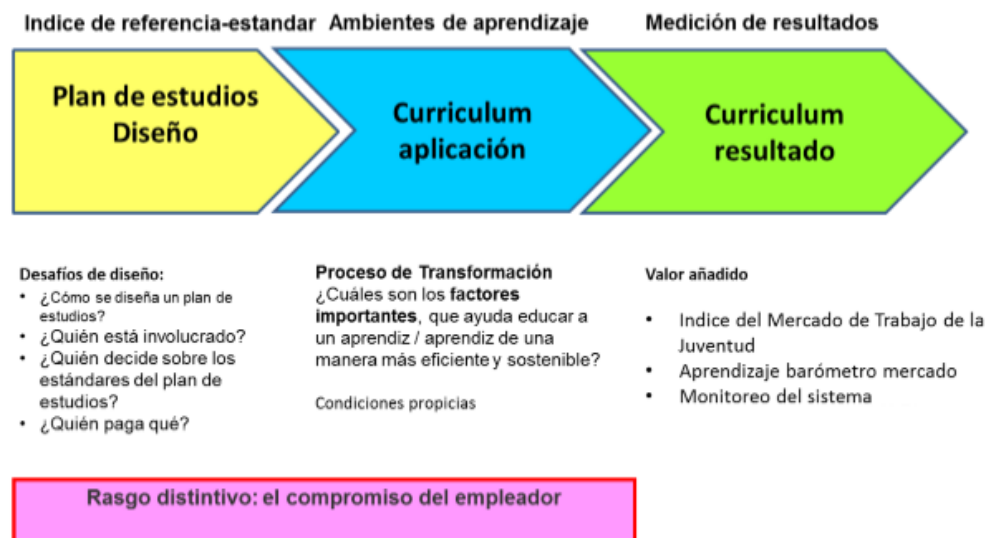 Indice de referencia-estandar
Ambientes de aprendizaje
Medición de resultados
Plan de estudios
Diseño
Curriculum
aplicación
Curriculum
resultado
Desafíos de diseño:
• ¿Cómo se diseña un plan de
estudios?
• ¿Quién está involucrado?
• ¿Quién decide sobre los
estándares del plan de
estudios?
• ¿Quién paga qué?
Proceso de Transformación
¿Cuáles son los factores
importantes, que ayuda educar a
un aprendiz / aprendiz de una
manera más eficiente y sostenible?
Condiciones propicias
Valor añadido
• Indice del Mercado de Trabajo de la
Juventud
• Aprendizaje barómetro mercado
• Monitoreo del sistema
Rasgo distintivo: el compromiso del empleador